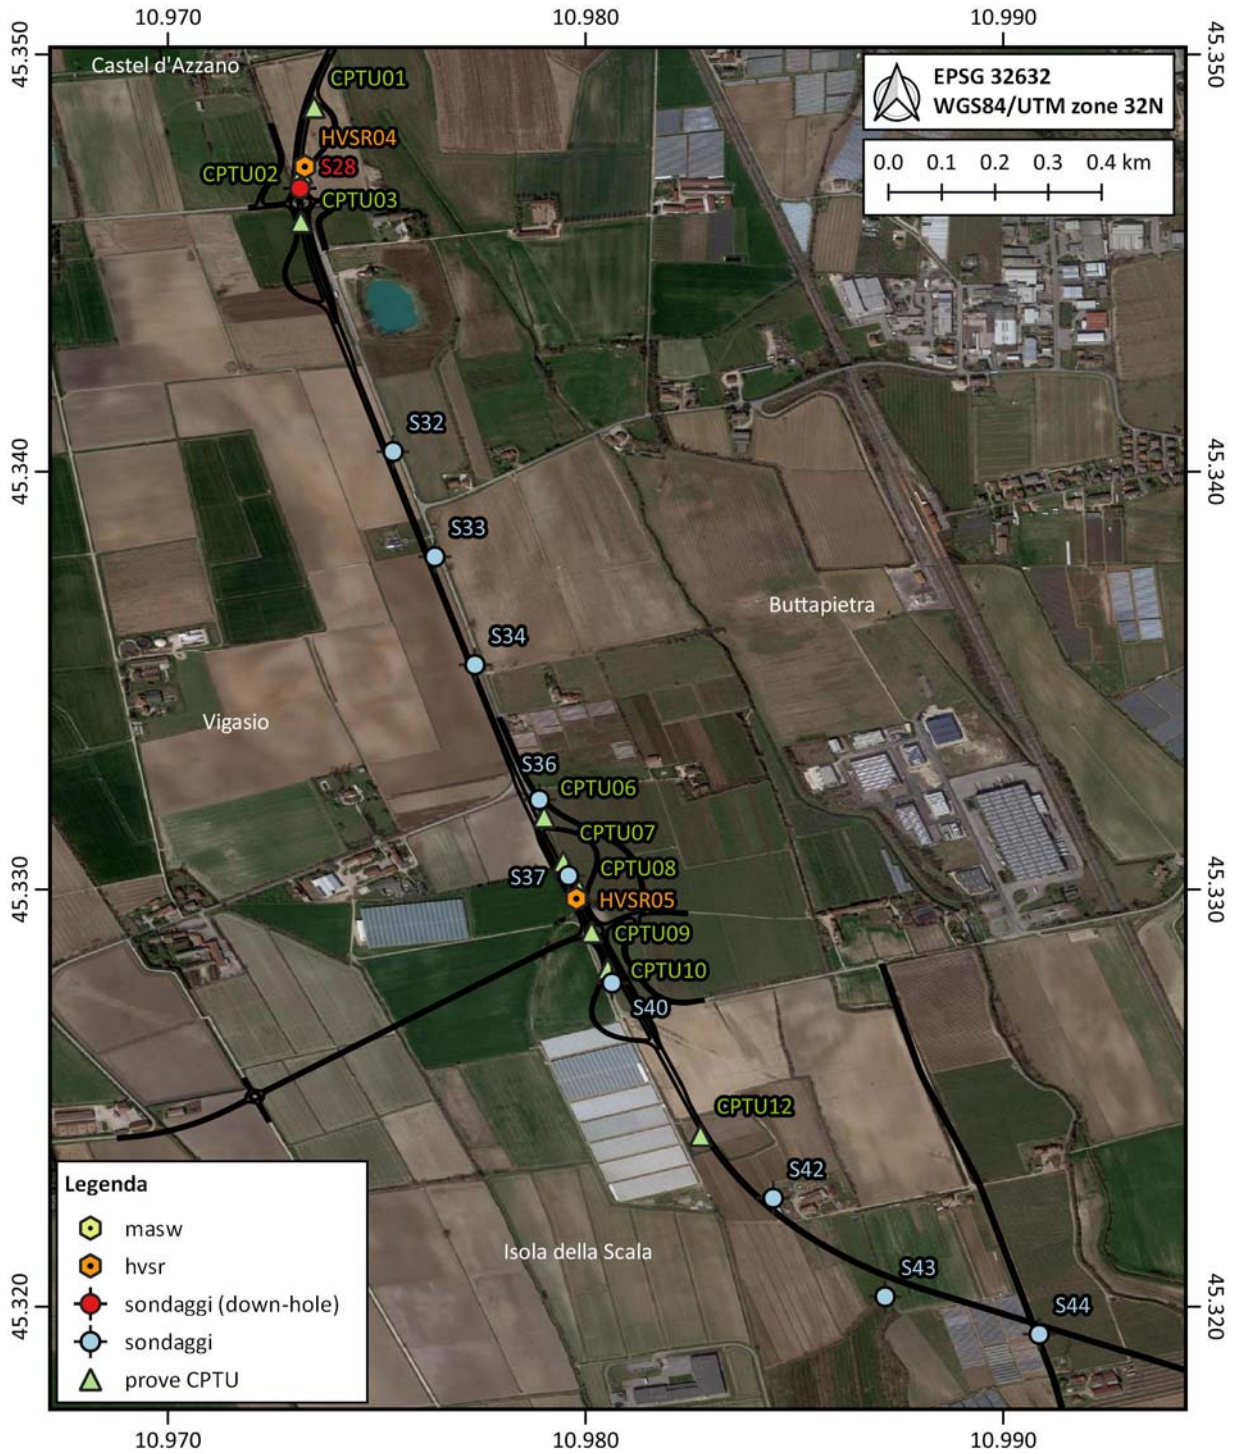 10.970
10.980
10.990
45.350
45.350
Castel d'Azzano
CPTU01
EPSG 32632
WGS84/UTM zone 32N
HVSR04
S28
CPTU02
CPTU03
0.0
0.1
0.2
0.3
0.4 km
S32
45.340
45.340
S33
Buttapietra
S34
Vigasio
S36
CPTU06
CPTU07
CPTU08
S37
45.330
45.330
HVSR05
CPTU09
CPTU10
S40
CPTU12
S42
Legenda
masw
Isola della Scala
hvsr
S43
sondaggi (down-hole)
45.320
45.320
S44
sondaggi
prove CPTU
10.970
10.980
10.990